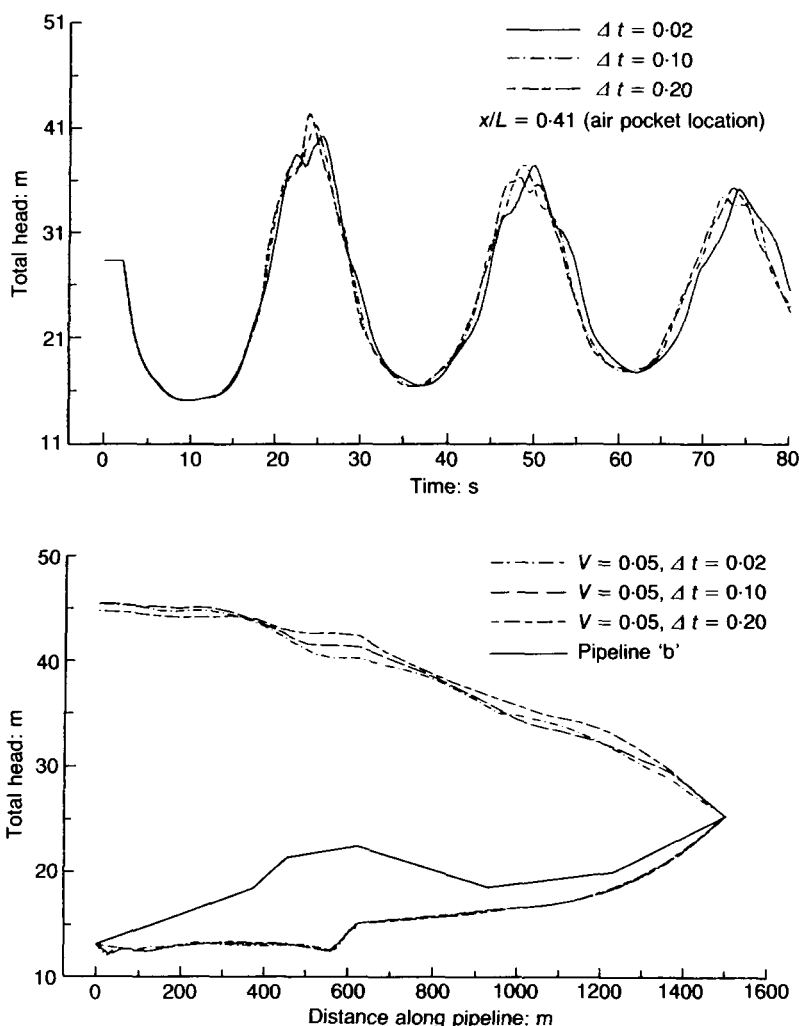 51
41
31
21
11
Total head: m
Δ t = 0·02
Δ t = 0·10
Δ t = 0·20
x/L = 0·41 (air pocket location)
0 10 20 30 40 50 60 70 80
Time: s
50
40
30
20
10
Total head: m
V = 0·05, Δ t = 0·02
V = 0·05, Δ t = 0·10
V = 0·05, Δ t = 0·20
Pipeline ‘b’
0 200 400 600 800 1000 1200 1400 1600
Distance along pipeline: m